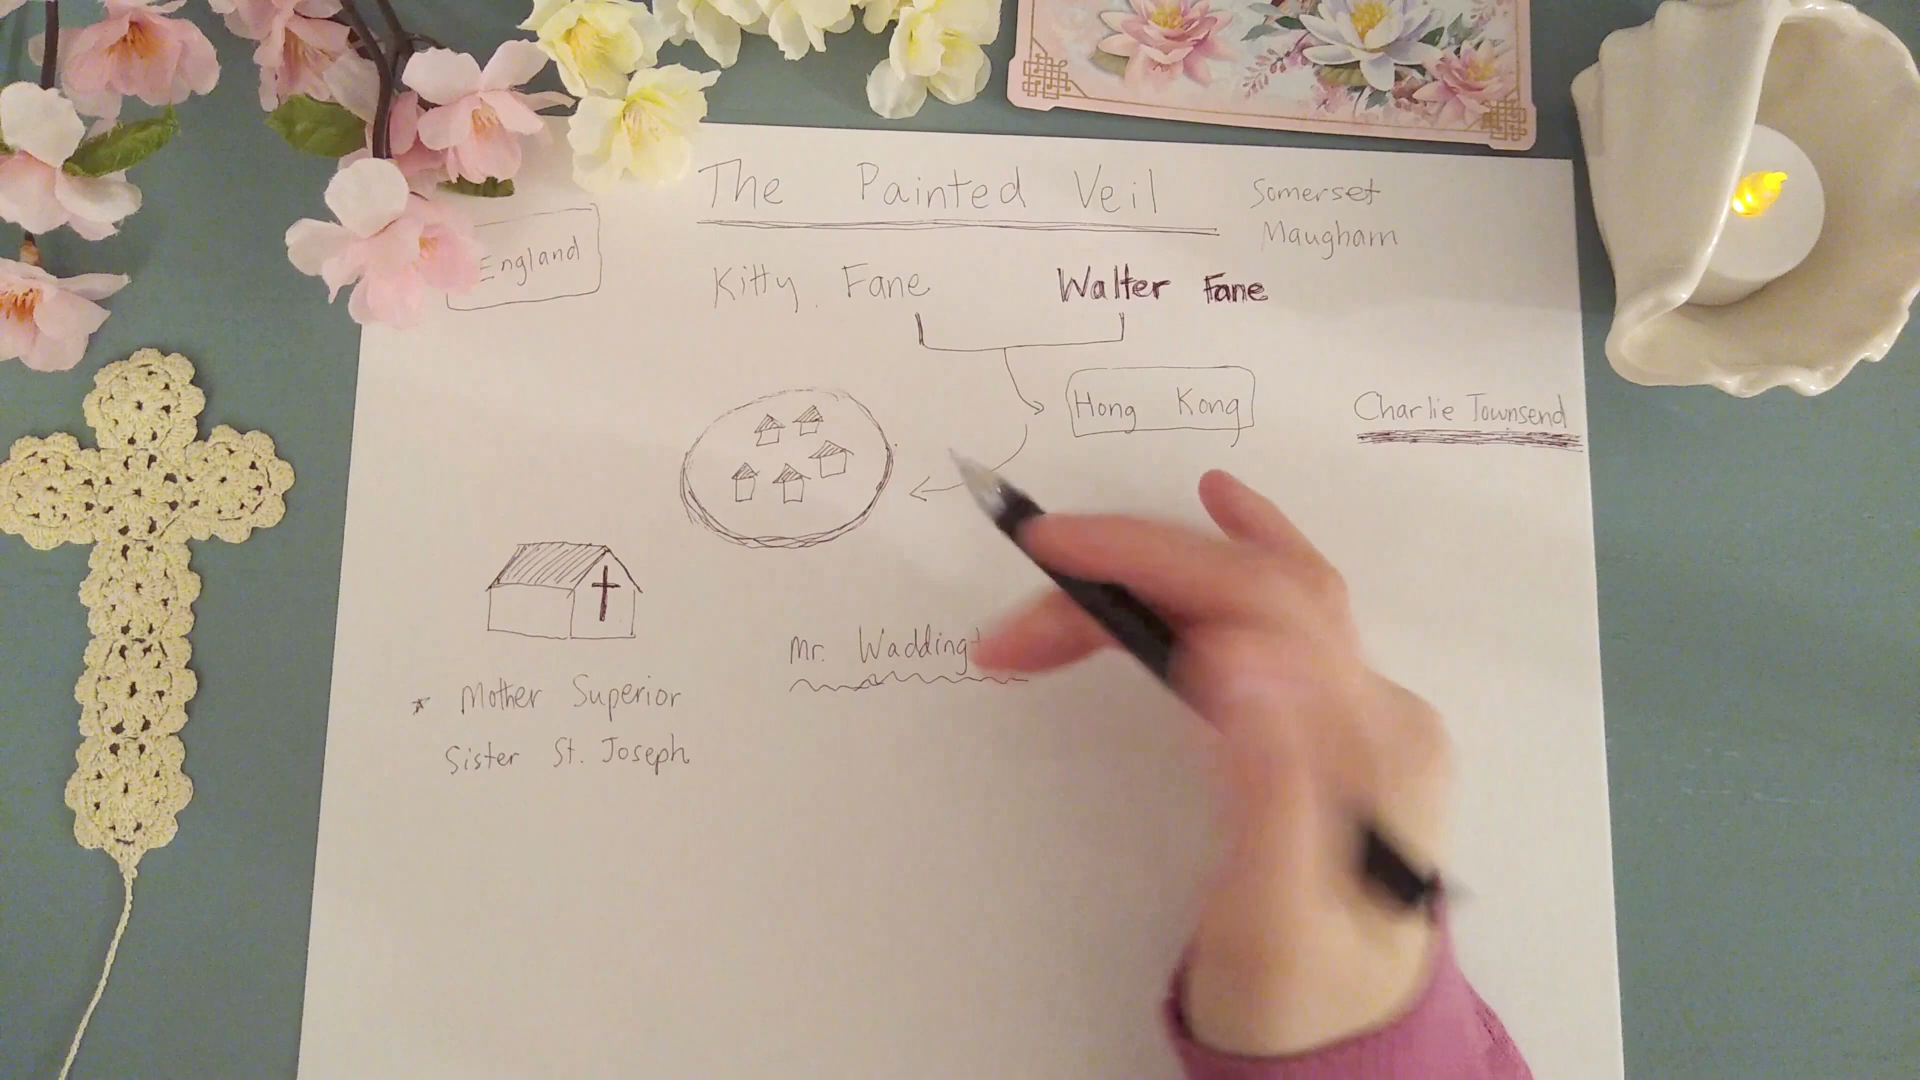 The Painted Veil
Somerset
Maugham
England
Kitty Fane
Walter Fane
Hong Kong
Charlie Townsend
Mr. Waddingt
* Mother Superior
Sister St. Joseph